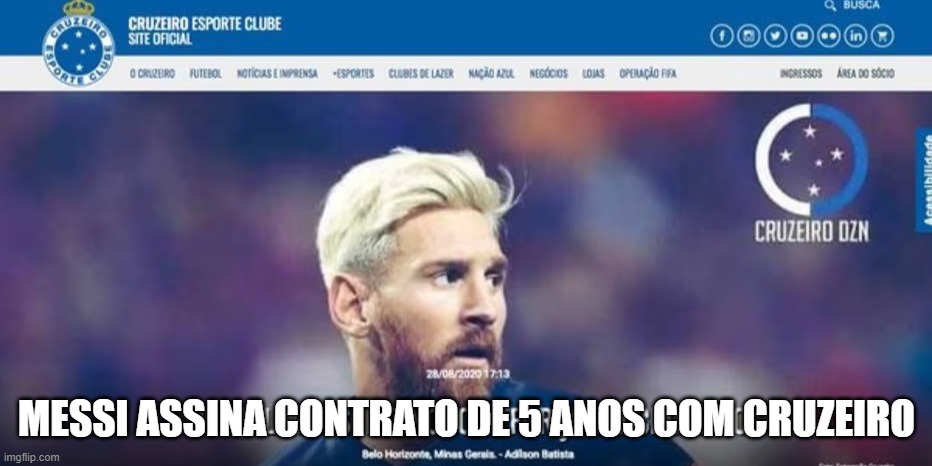 BUSCA
CRUZEIRO ESPORTE CLUBE
SITE OFICIAL
CRUZEIRO
ESPORTE CLUBE
O CRUZEIRO FUTEBOL NOTÍCIAS E IMPRENSA +ESPORTES CLUBES DE LAZER NAÇÃO AZUL NEGÓCIOS LOJAS OPERAÇÃO FIFA INGRESSOS ÁREA DO SÓCIO
Acessibilidade
CRUZEIRO DZN
28/08/2020 17:13
MESSI ASSINA CONTRATO DE 5 ANOS COM CRUZEIRO
Belo Horizonte, Minas Gerais. - Adilson Batista
imgflip.com